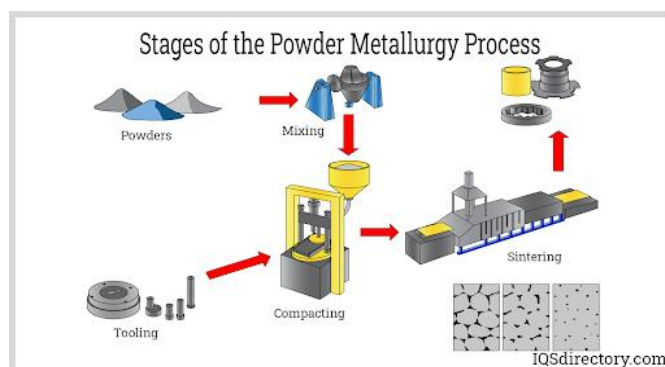 Stages of the Powder Metallurgy Process
Powders
Mixing
Tooling
Compacting
Sintering
IQSdirectory.com